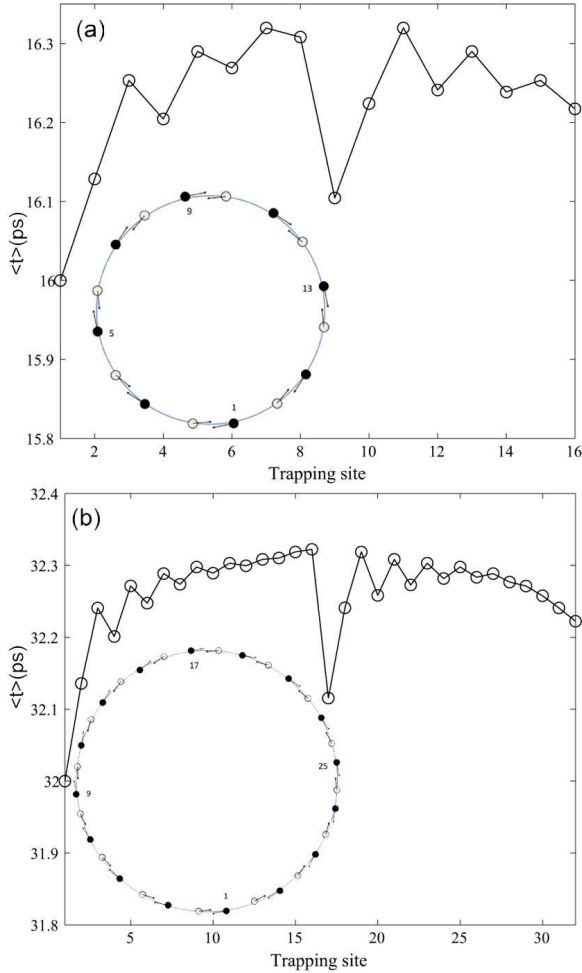 (a)
16.3
16.2
16.1
16
15.9
15.8
<t>(ps)
9
13
5
1
2 4 6 8 10 12 14 16
Trapping site
(b)
32.4
32.3
32.2
32.1
32
31.9
31.8
<t>(ps)
17
25
9
1
5 10 15 20 25 30
Trapping site